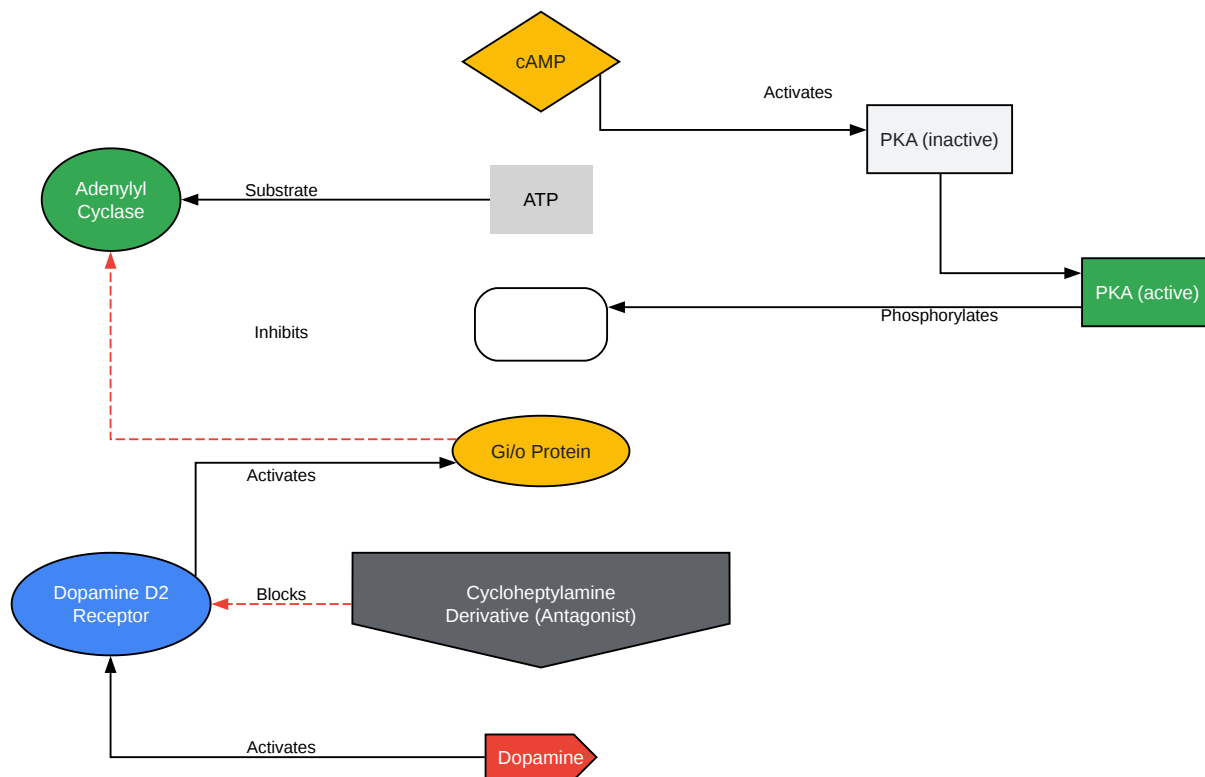 cAMP
Activates
PKA (inactive)
Adenylyl
Cyclase
Substrate
ATP
PKA (active)
Phosphorylates
Inhibits
Gi/o Protein
Activates
Dopamine D2
Receptor
Blocks
Cycloheptylamine
Derivative (Antagonist)
Activates
Dopamine